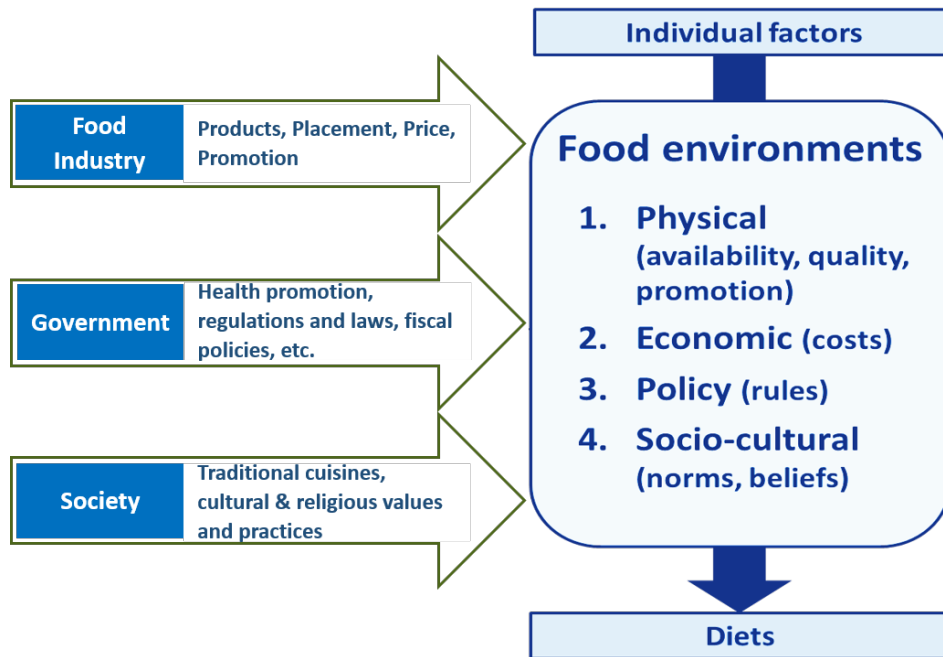 Individual factors
Food
Industry
Products, Placement, Price,
Promotion
Government
Health promotion,
regulations and laws, fiscal
policies, etc.
Society
Traditional cuisines,
cultural & religious values
and practices
Food environments
1. Physical
(availability, quality,
promotion)
2. Economic (costs)
3. Policy (rules)
4. Socio-cultural
(norms, beliefs)
Diets